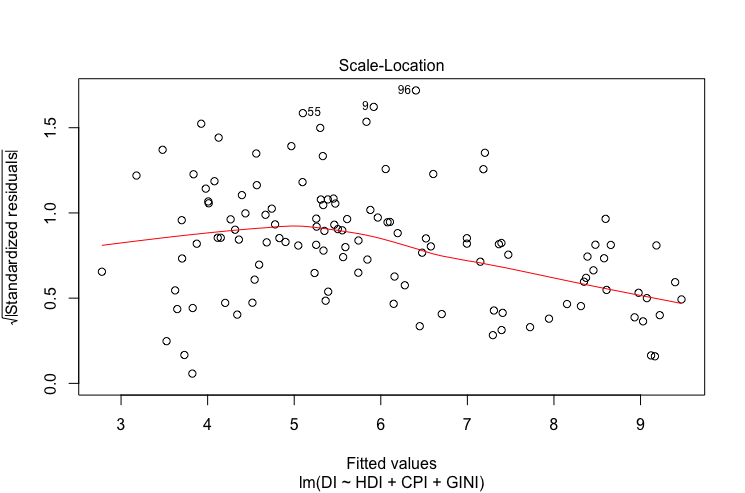 Scale-Location
√|Standardized residuals|
1.5
1.0
0.5
0.0
96
9
55
3 4 5 6 7 8 9
Fitted values
lm(DI ~ HDI + CPI + GINI)